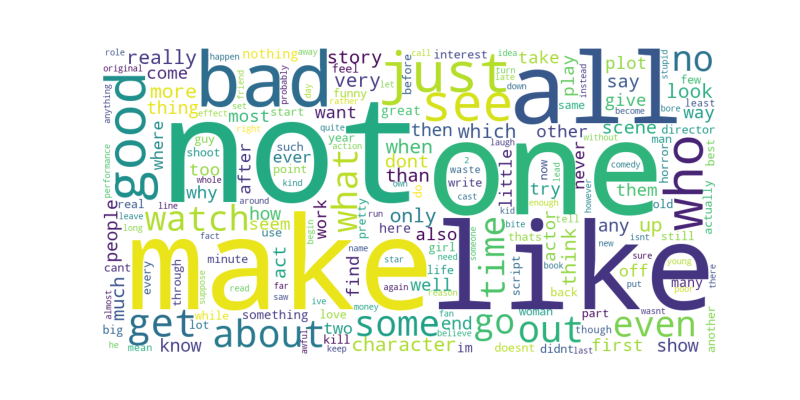 role
happen
nothing
away
story
call
interest
idea
take
play
plot
no
stupid
original
really
come
friend
bad
probably
feel
before
just
turn
late
down
all
instead
say
few
look
anything
good
more
thing
set
day
very
funny
let
rather
see
same
become
give
bore
least
way
where
effect
most
start
want
great
performance
guy
shoot
too
why
right
after
such
ever
point
kind
not
quite
year
action
what
then
when
dont
than
own
do
which
other
without
scene
director
man
laugh
one
little
2
waste
write
cast
now
try
lead
enough
comedy
never
however
them
horror
old
who
best
actually
real
leave
long
line
whole
around
people
watch
seem
how
use
fact
begin
work
only
run
here
also
girl
need
someone
time
kid
bite
thats
actor
think
tell
any
up
isnt
still
new
sure
off
young
many
poor
there
cant
much
almost
every
through
minute
suppose
make
act
far
saw
read
find
name
star
again
ive
life
well
reason
money
script
book
back
like
put
part
wasnt
another
big
he
mean
get
lot
know
while
something
about
love
two
kill
awful
keep
some
fan
believe
end
character
im
go
woman
doesnt
out
didnt
last
though
first
even
show